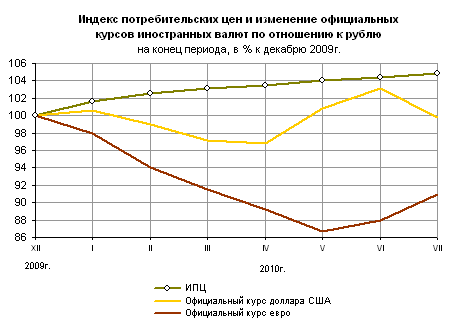 Индекс потребительских цен и изменение официальных
курсов иностранных валют по отношению к рублю
на конец периода, в % к декабрю 2009г.
106
104
102
100
98
96
94
92
90
88
86
XII I II III IV V VI VII
2009г. 2010г.
ИПЦ
Официальный курс доллара США
Официальный курс евро